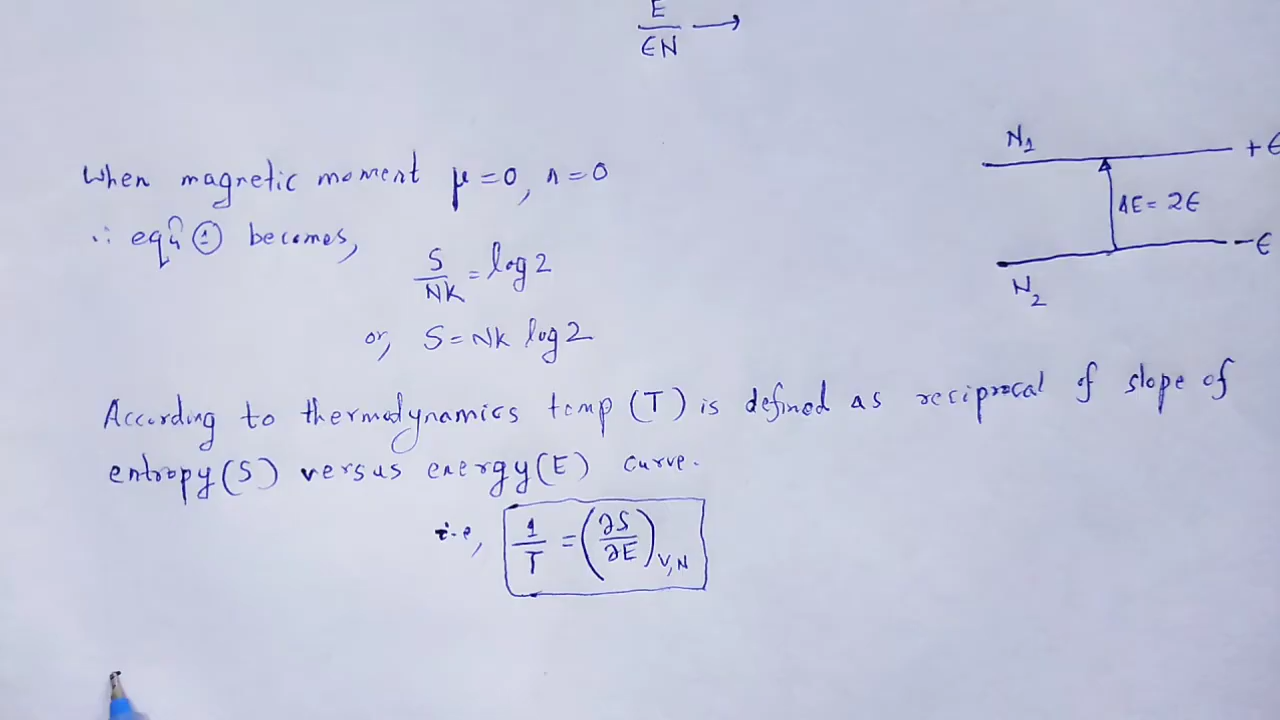 E/ϵN →
N₁ +ϵ
When magnetic moment μ=0, n=0
ΔE = 2ϵ
∴ eqn ① becomes,
-ϵ
S/NK = log 2
N₂
or, S = NK log 2
According to thermodynamics temp (T) is defined as reciprocal of slope of
entropy(S) versus energy(E) curve.
i.e, 1/T = (∂S/∂E)V,N